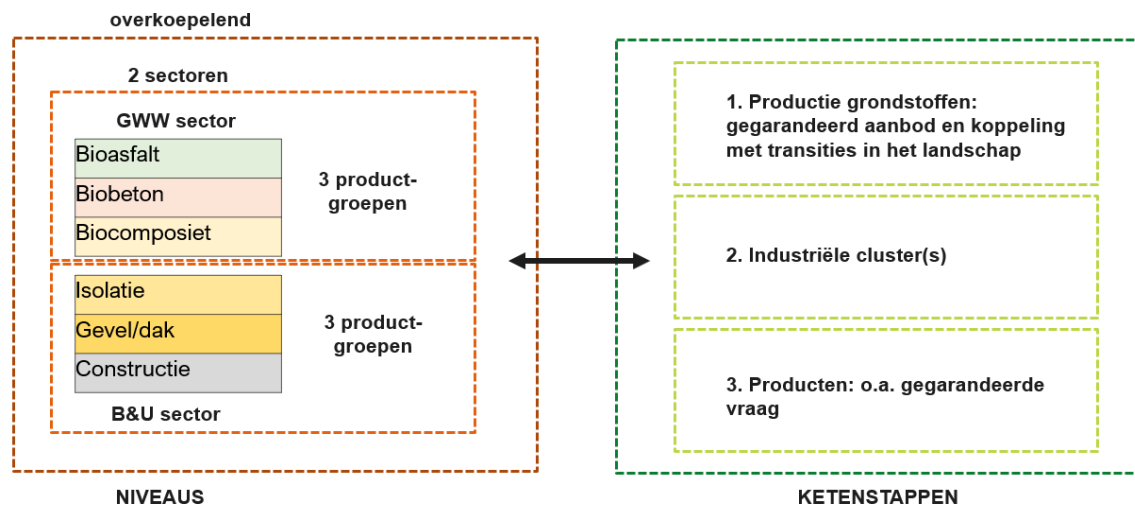 overkoepelend
2 sectoren
GWW sector
Bioasfalt
Biobeton
Biocomposiet
3 product-
groepen
Isolatie
Gevel/dak
Constructie
3 product-
groepen
B&U sector
NIVEAUS
1. Productie grondstoffen:
gegarandeerd aanbod en koppeling
met transities in het landschap
2. Industriële cluster(s)
3. Producten: o.a. gegarandeerde
vraag
KETENSTAPPEN